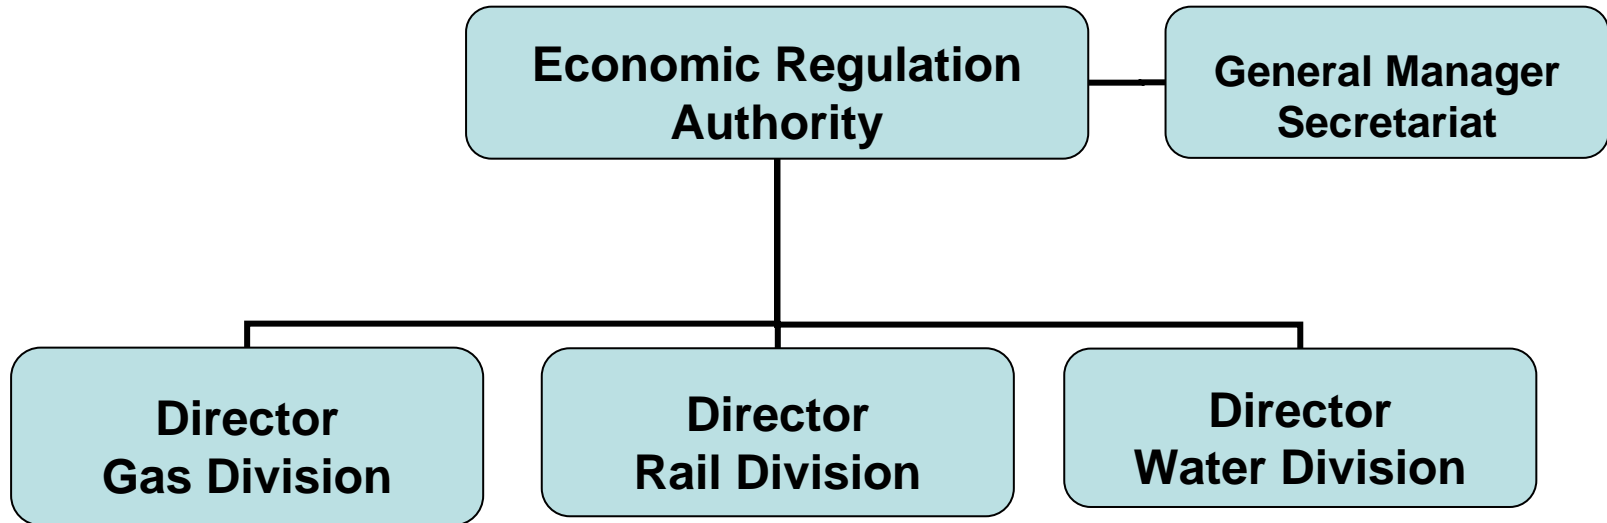 Economic Regulation
Authority
General Manager
Secretariat
Director
Gas Division
Director
Rail Division
Director
Water Division